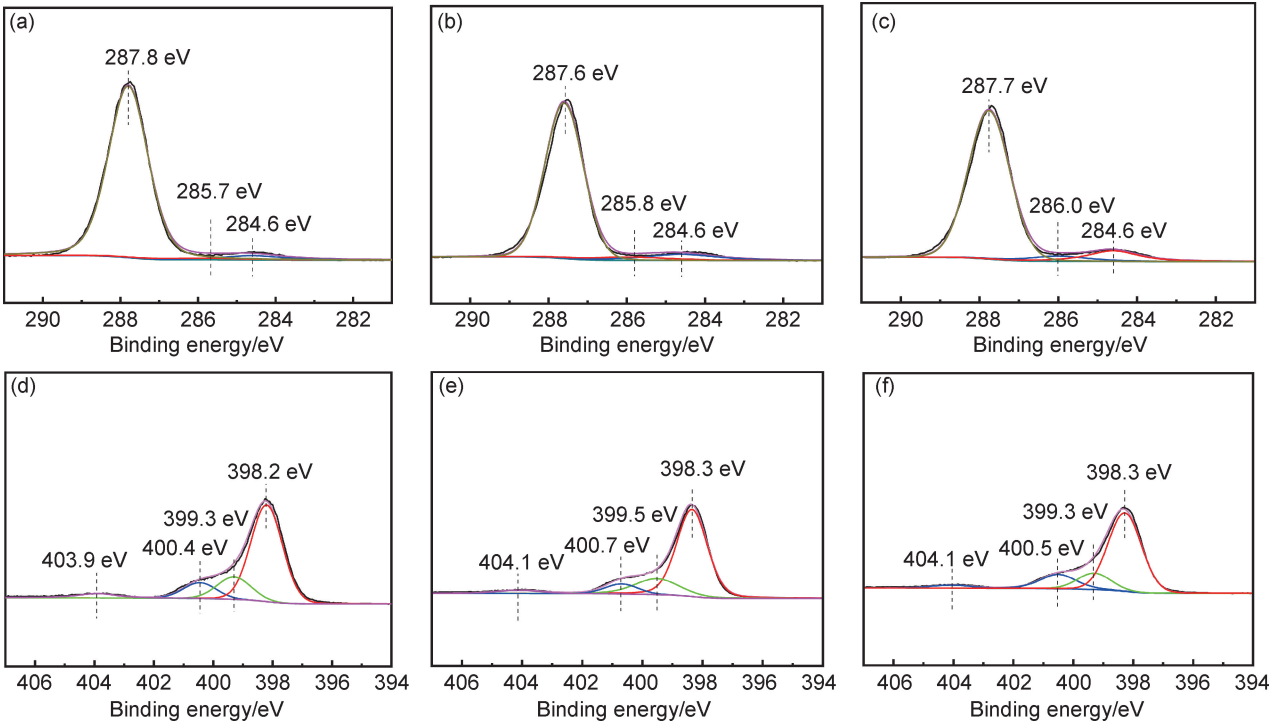 (a)
287.8 eV
285.7 eV
284.6 eV
290 288 286 284 282
Binding energy/eV
(b)
287.6 eV
285.8 eV
284.6 eV
290 288 286 284 282
Binding energy/eV
(c)
287.7 eV
286.0 eV
284.6 eV
290 288 286 284 282
Binding energy/eV
(d)
398.2 eV
399.3 eV
400.4 eV
403.9 eV
406 404 402 400 398 396 394
Binding energy/eV
(e)
398.3 eV
399.5 eV
400.7 eV
404.1 eV
406 404 402 400 398 396 394
Binding energy/eV
(f)
398.3 eV
399.3 eV
400.5 eV
404.1 eV
406 404 402 400 398 396 394
Binding energy/eV